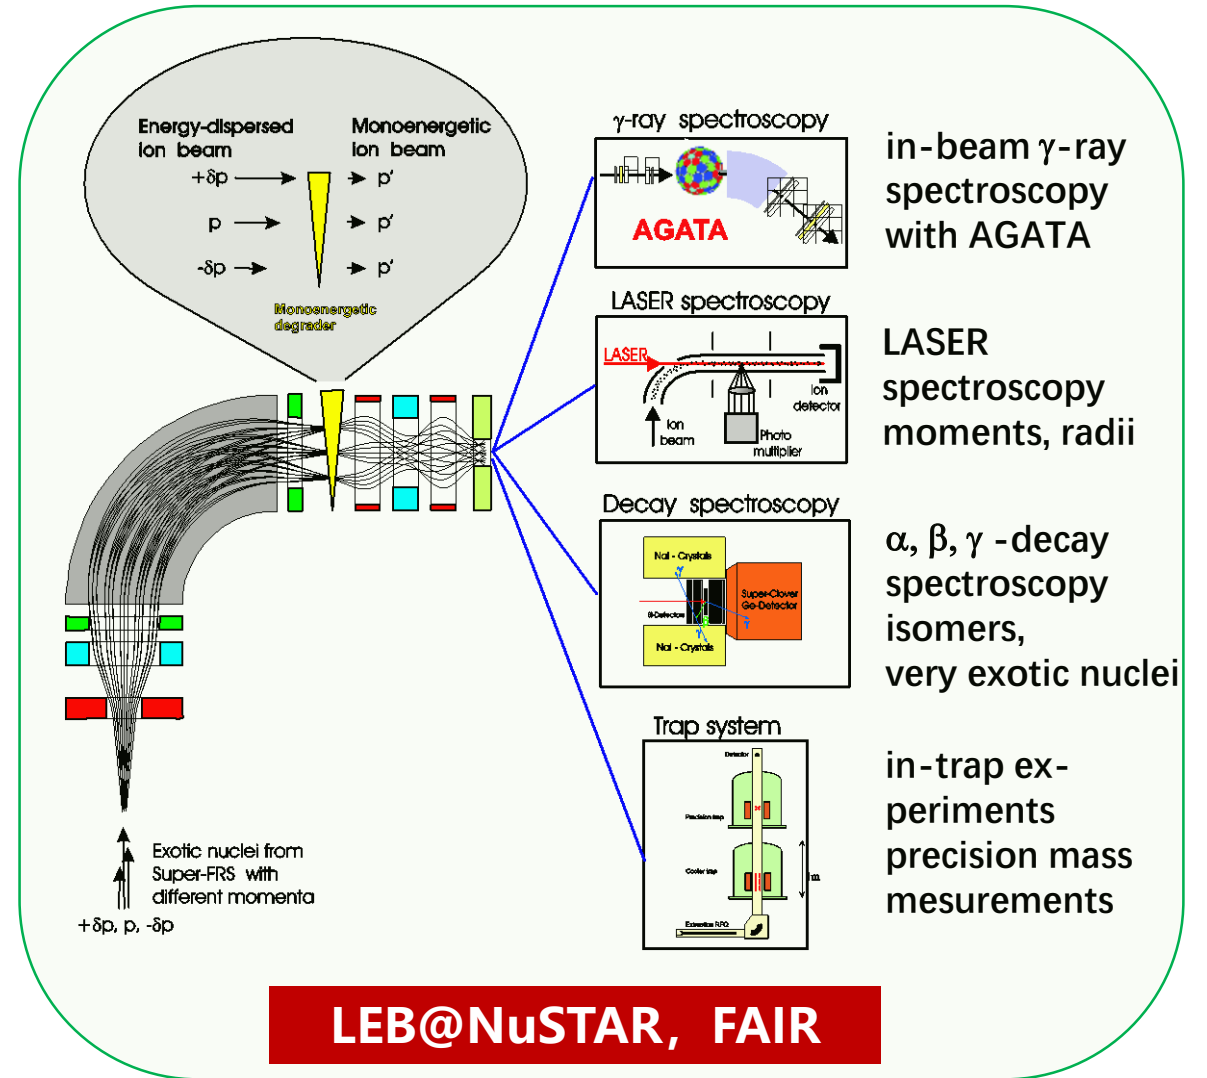 Energy-dispersed
ion beam
Monoenergetic
ion beam
+δp
p'
p
p'
-δp
p'
Monoenergetic
degrader
Exotic nuclei from
Super-FRS with
different momenta
+δp, p, -δp
γ-ray spectroscopy
AGATA
in-beam γ-ray
spectroscopy
with AGATA
LASER spectroscopy
LASER
Ion
detector
Ion
beam
Photo
multiplier
LASER
spectroscopy
moments, radii
Decay spectroscopy
NaI - Crystals
γ
Super-Clover
Ge-Detector
Si-Detectors
γ
γ
NaI - Crystals
α, β, γ -decay
spectroscopy
isomers,
very exotic nuclei
Trap system
Detector
Precision trap
Cooler trap
Extraction RFQ
in-trap ex-
periments
precision mass
mesurements
LEB@NuSTAR, FAIR